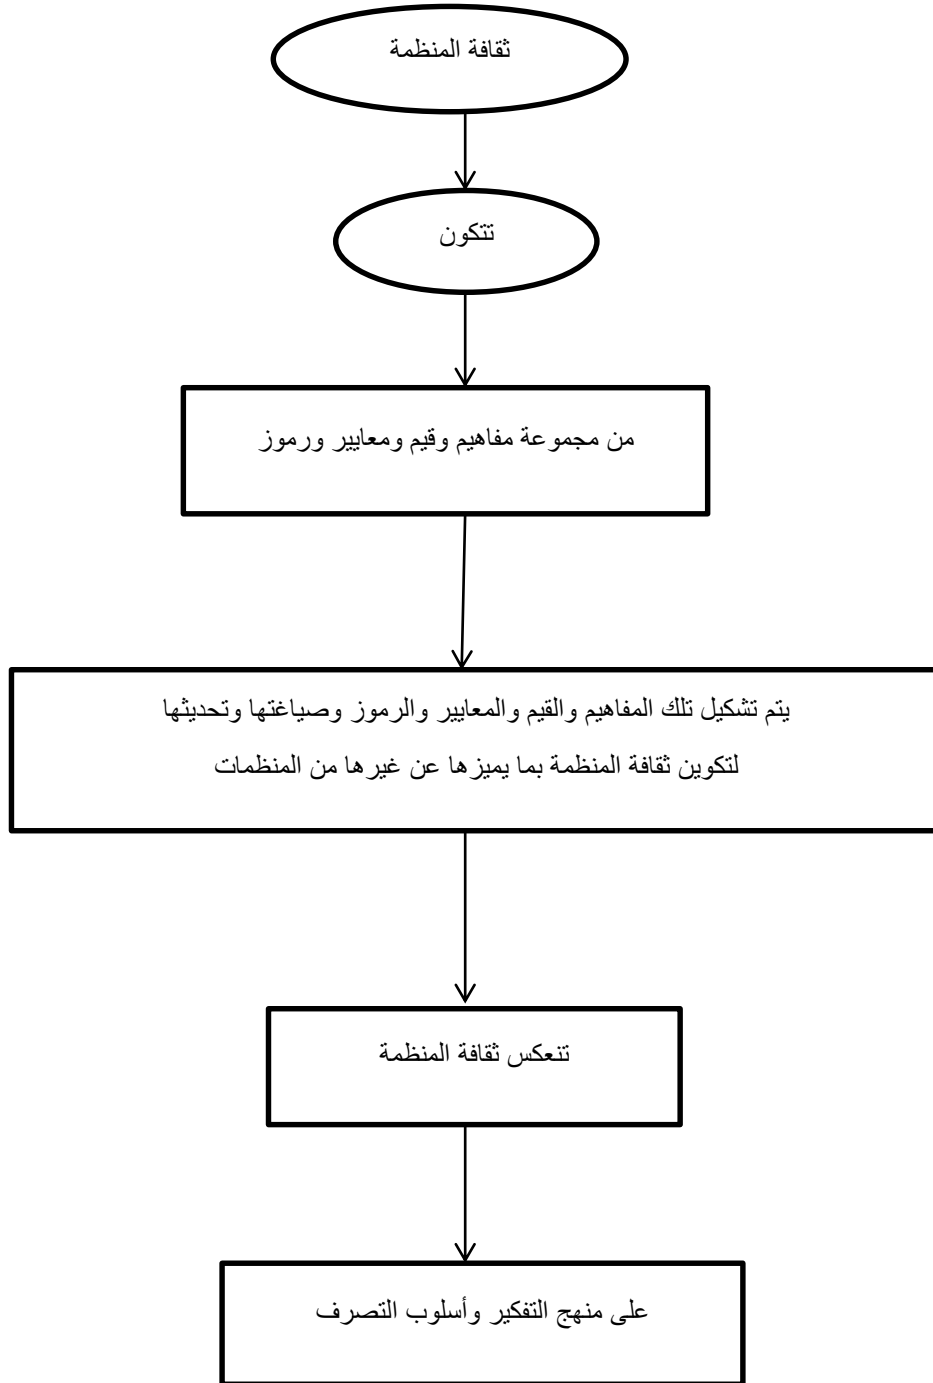 ثقافة المنظمة
تتكون
من مجموعة مفاهيم وقيم ومعايير ورموز
يتم تشكيل تلك المفاهيم والقيم والمعايير والرموز وصياغتها وتحديثها
لتكوين ثقافة المنظمة بما يميزها عن غيرها من المنظمات
تنعكس ثقافة المنظمة
على منهج التفكير وأسلوب التصرف